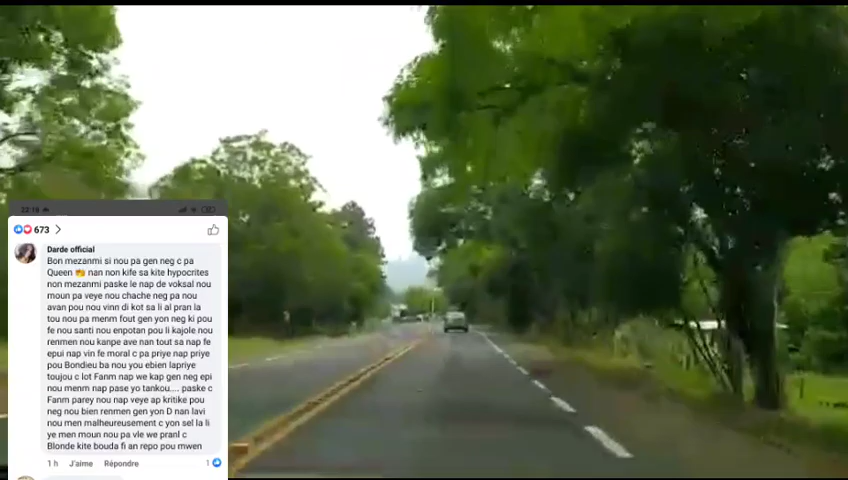 22:18
673
Darde official
Bon mezanmi si nou pa gen neg c pa
Queen 👏 nan non kife sa kite hypocrites
non mezanmi paske le nap de voksal nou
moun pa veye nou chache neg pa nou
avan pou nou vinn di kot sa li al pran la
tou nou pa menm fout gen yon neg ki pou
fe nou santi nou enpotan pou li kajole nou
renmen nou kanpe ave nan tout sa nap fe
epui nap vin fe moral c pa priye nap priye
pou Bondieu ba nou you ebien lapriye
toujou c lot Fanm nap we kap gen neg epi
nou menm nap pase yo tankou.... paske c
Fanm parey nou nap veye ap kritike pou
neg nou bien renmen gen yon D nan lavi
nou men malheureusement c yon sel la li
ye men moun nou pa vle we pranl c
Blonde kite bouda fi an repo pou mwen
1 h J'aime Répondre 1